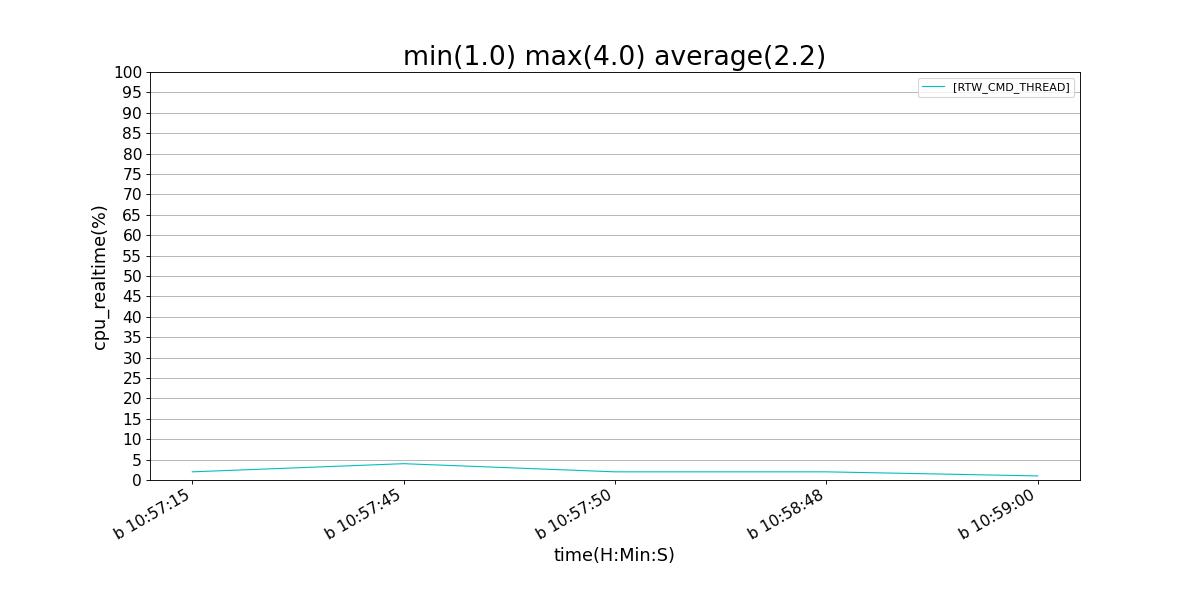 min(1.0) max(4.0) average(2.2)
[RTW_CMD_THREAD]
cpu_realtime(%)
100
95
90
85
80
75
70
65
60
55
50
45
40
35
30
25
20
15
10
5
0
b 10:57:15
b 10:57:45
b 10:57:50
b 10:58:48
b 10:59:00
time(H:Min:S)